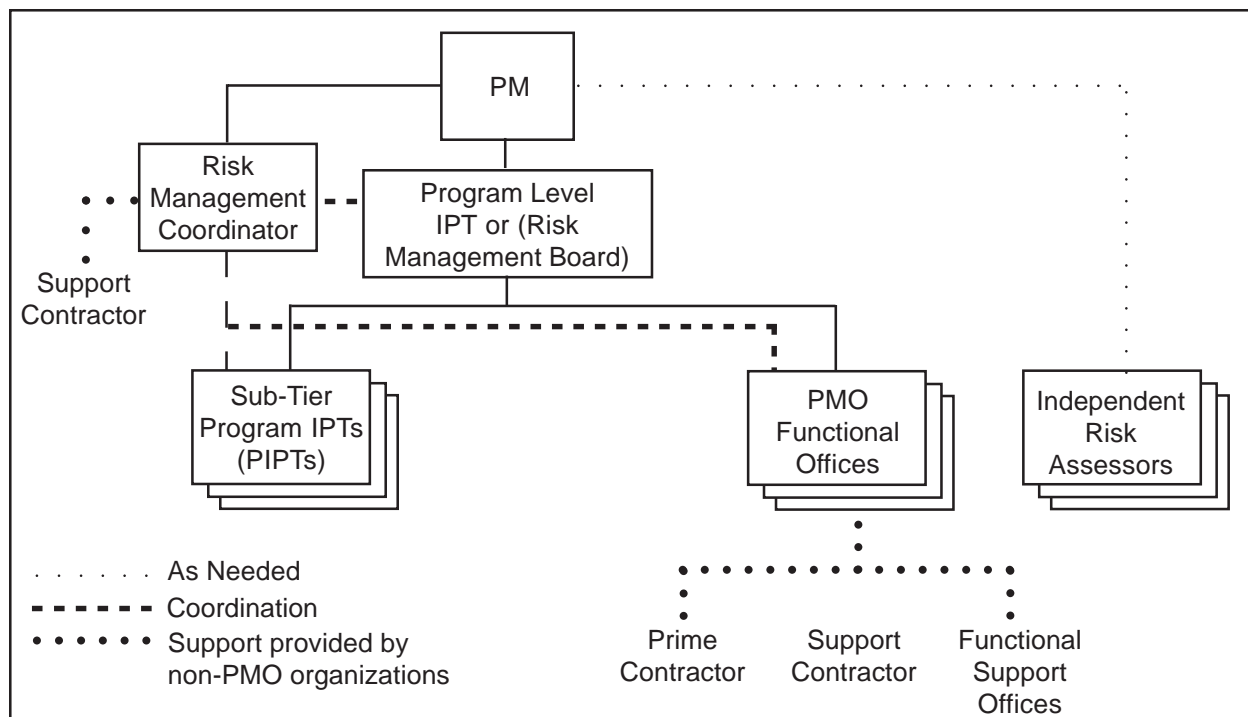 PM
Risk
Management
Coordinator
Program Level
IPT or (Risk
Management Board)
Support
Contractor
Sub-Tier
Program IPTs
(PIPTs)
PMO
Functional
Offices
Independent
Risk
Assessors
As Needed
Coordination
Support provided by
non-PMO organizations
Prime
Contractor
Support
Contractor
Functional
Support
Offices